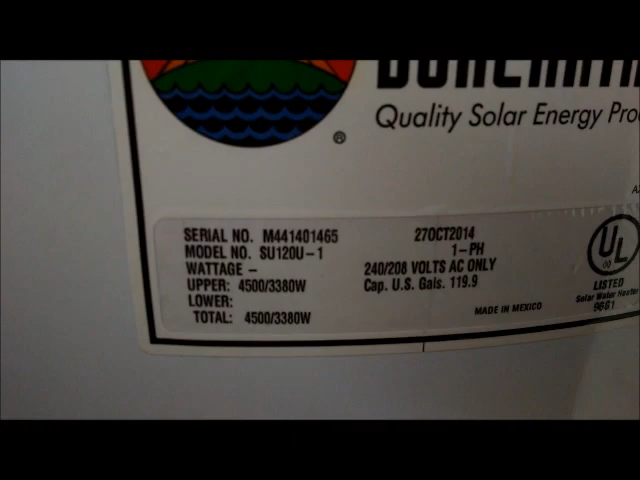 Quality Solar Energy
®
SERIAL NO. M441401465 27OCT2014
MODEL NO. SU120U-1 1-PH
WATTAGE - 240/208 VOLTS AC ONLY
UPPER: 4500/3380W Cap. U.S. Gals. 119.9
LOWER:
TOTAL: 4500/3380W MADE IN MEXICO
UL
LISTED
Solar Water Heater
96G1